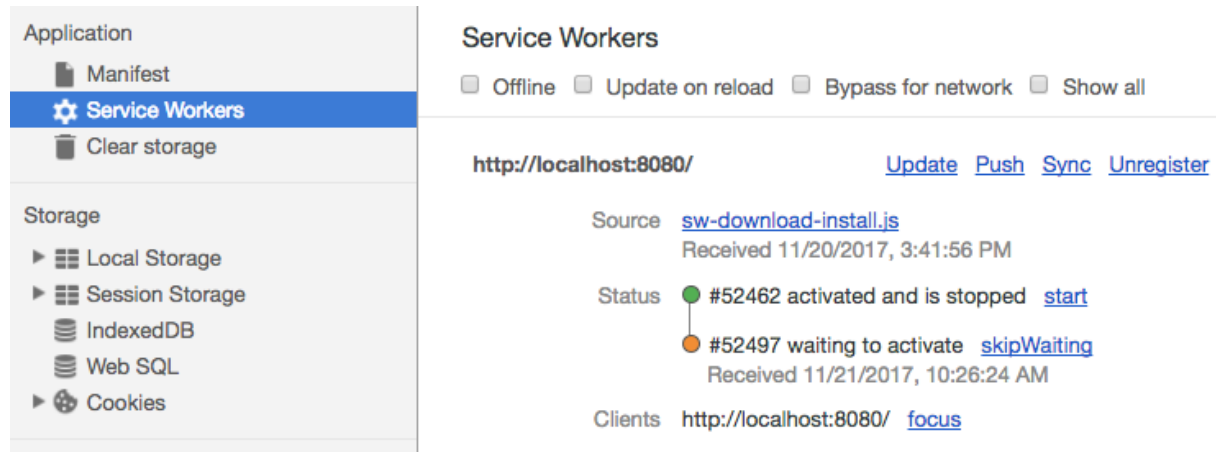 Application
Manifest
Service Workers
Clear storage
Storage
Local Storage
Session Storage
IndexedDB
Web SQL
Cookies
Service Workers
Offline Update on reload Bypass for network Show all
http://localhost:8080/ Update Push Sync Unregister
Source sw-download-install.js
Received 11/20/2017, 3:41:56 PM
Status #52462 activated and is stopped start
#52497 waiting to activate skipWaiting
Received 11/21/2017, 10:26:24 AM
Clients http://localhost:8080/ focus